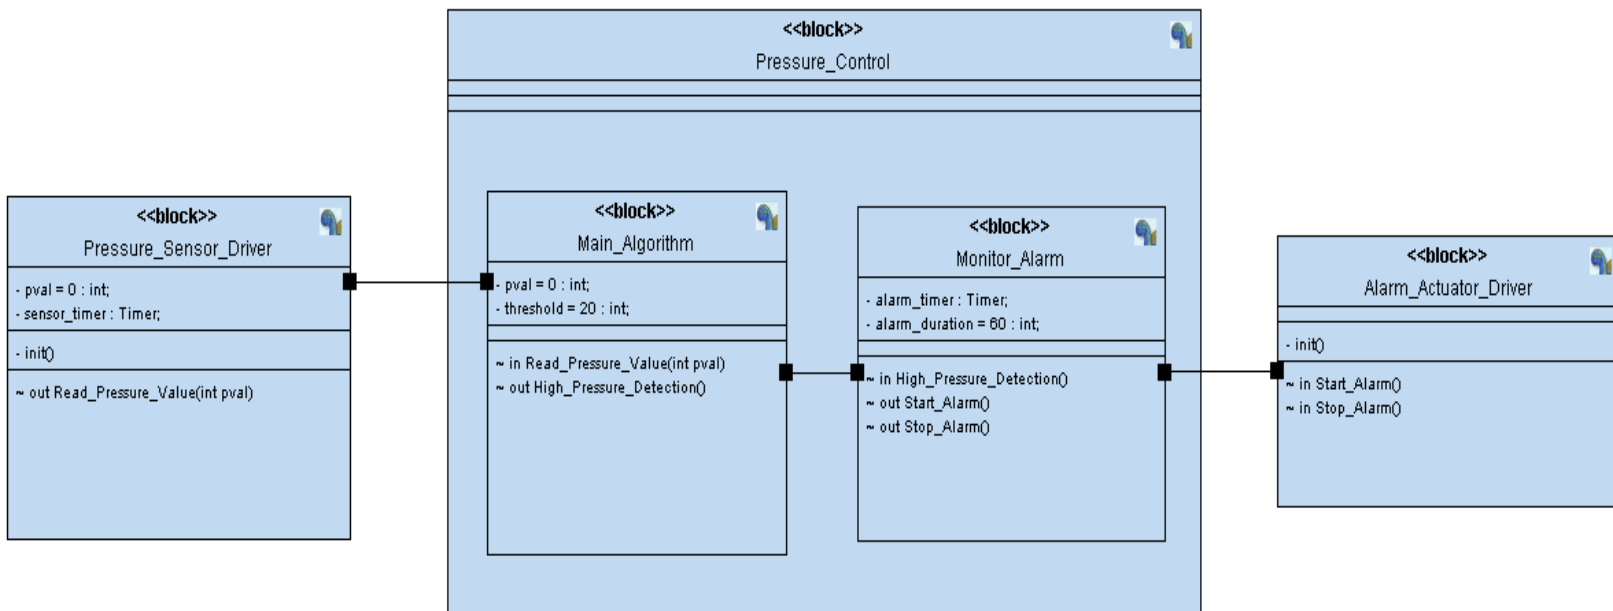 <<block>>
Pressure_Control
<<block>>
Pressure_Sensor_Driver
- pval = 0 : int;
- sensor_timer : Timer;
- init()
~ out Read_Pressure_Value(int pval)
<<block>>
Main_Algorithm
- pval = 0 : int;
- threshold = 20 : int;
~ in Read_Pressure_Value(int pval)
~ out High_Pressure_Detection()
<<block>>
Monitor_Alarm
- alarm_timer : Timer;
- alarm_duration = 60 : int;
~ in High_Pressure_Detection()
~ out Start_Alarm()
~ out Stop_Alarm()
<<block>>
Alarm_Actuator_Driver
- init()
~ in Start_Alarm()
~ in Stop_Alarm()